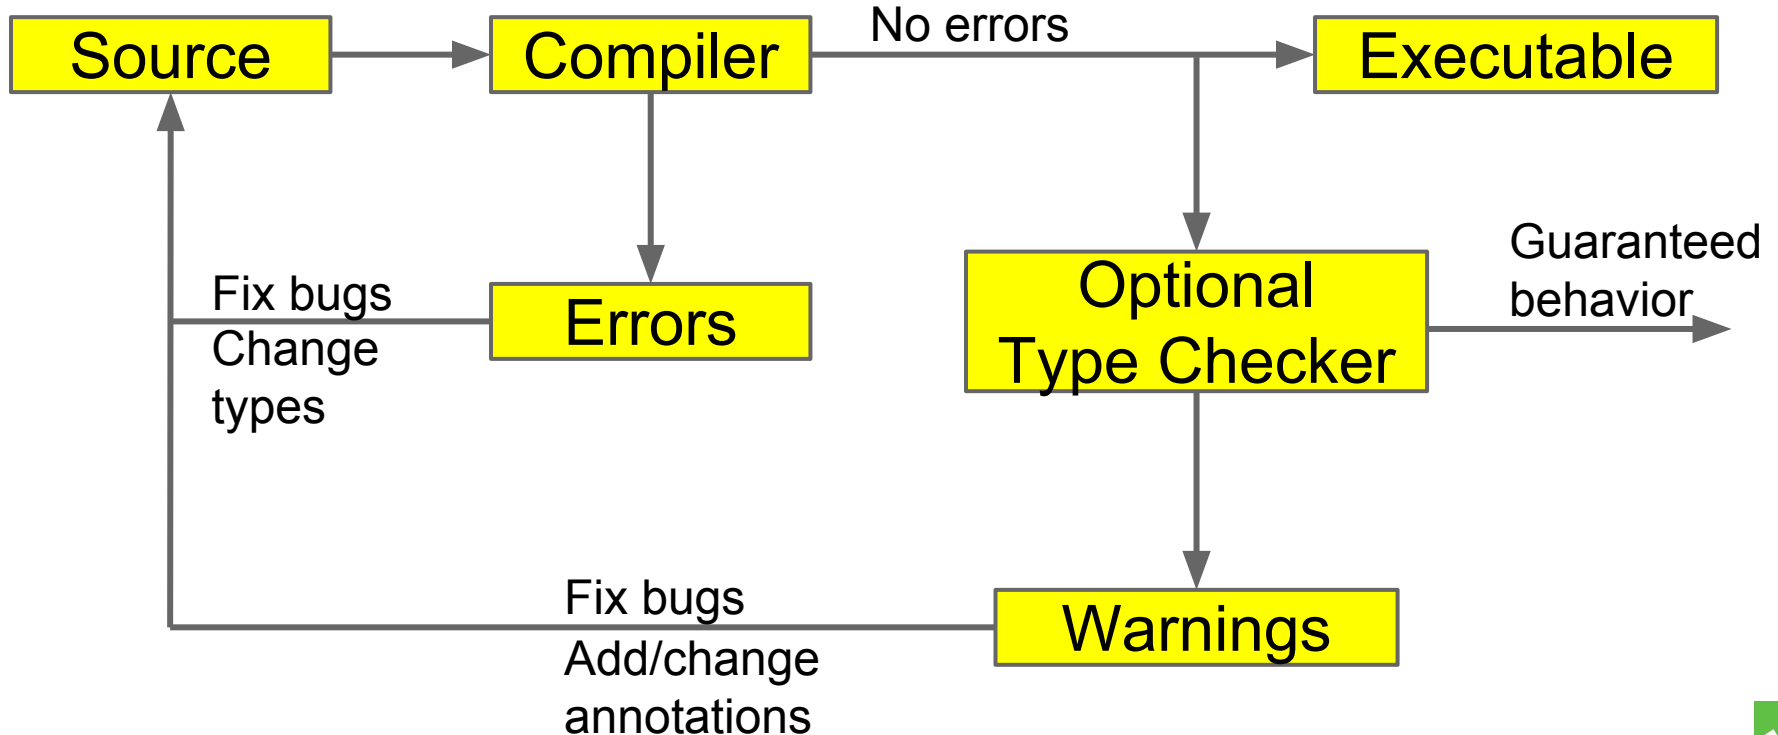 Source
Compiler
No errors
Executable
Guaranteed
behavior
Optional
Type Checker
Fix bugs
Change
types
Errors
Fix bugs
Add/change
annotations
Warnings